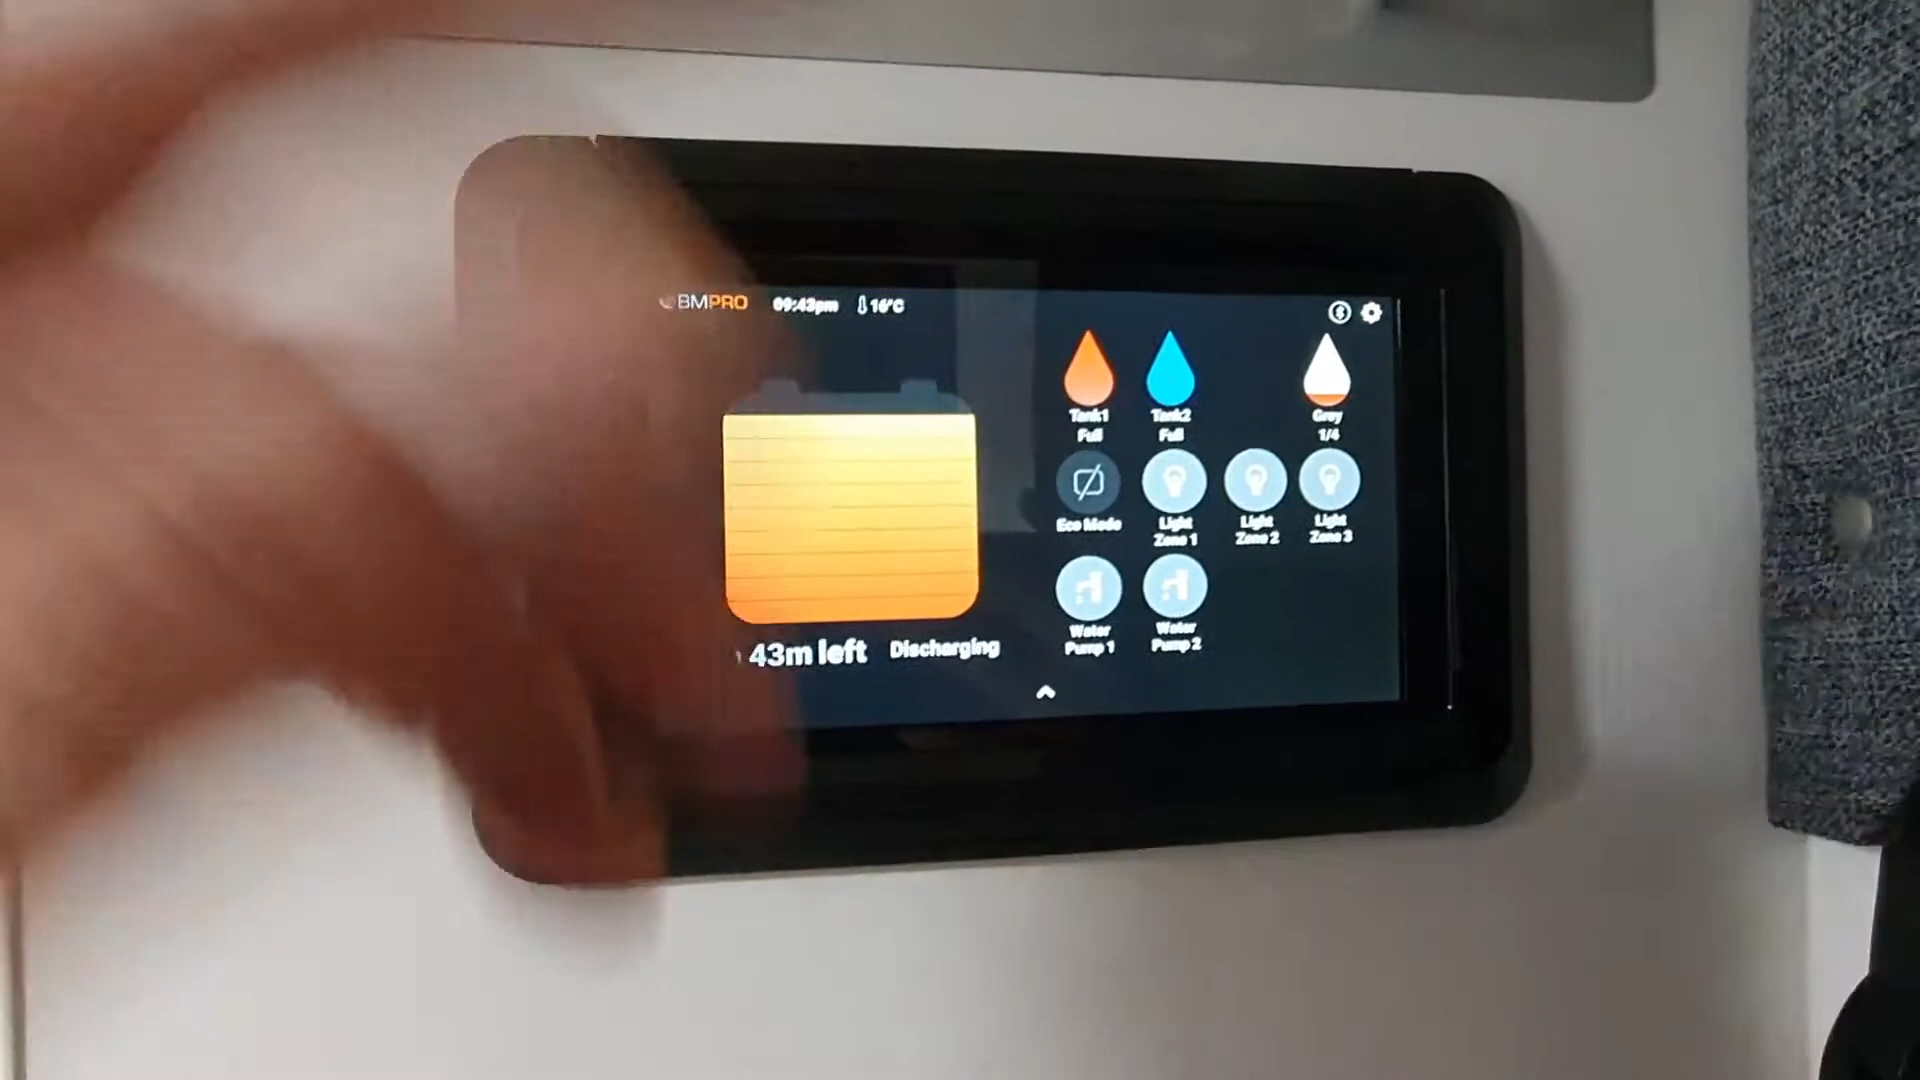 BMPRO 09:43pm 16°C
Tank1 Tank2 Grey
Full Full 1/4
Eco Mode Light Light Light
Zone 1 Zone 2 Zone 3
43m left Discharging
Water Water
Pump 1 Pump 2